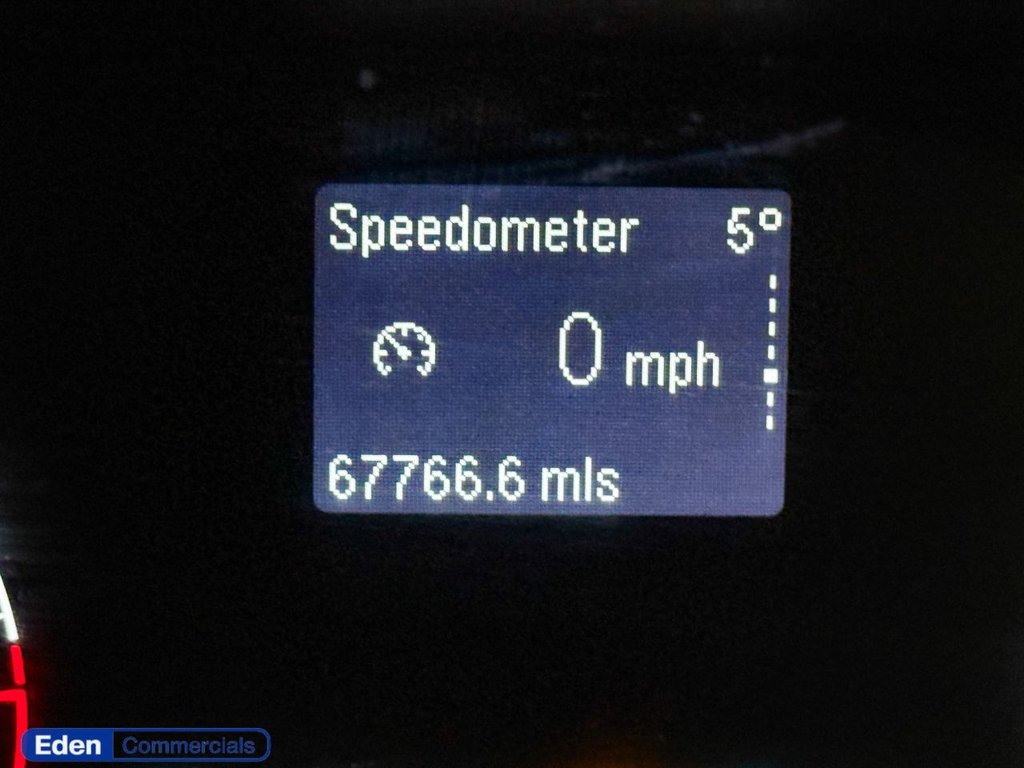 Speedometer 5°
0 mph
67766.6 mls
Eden Commercials